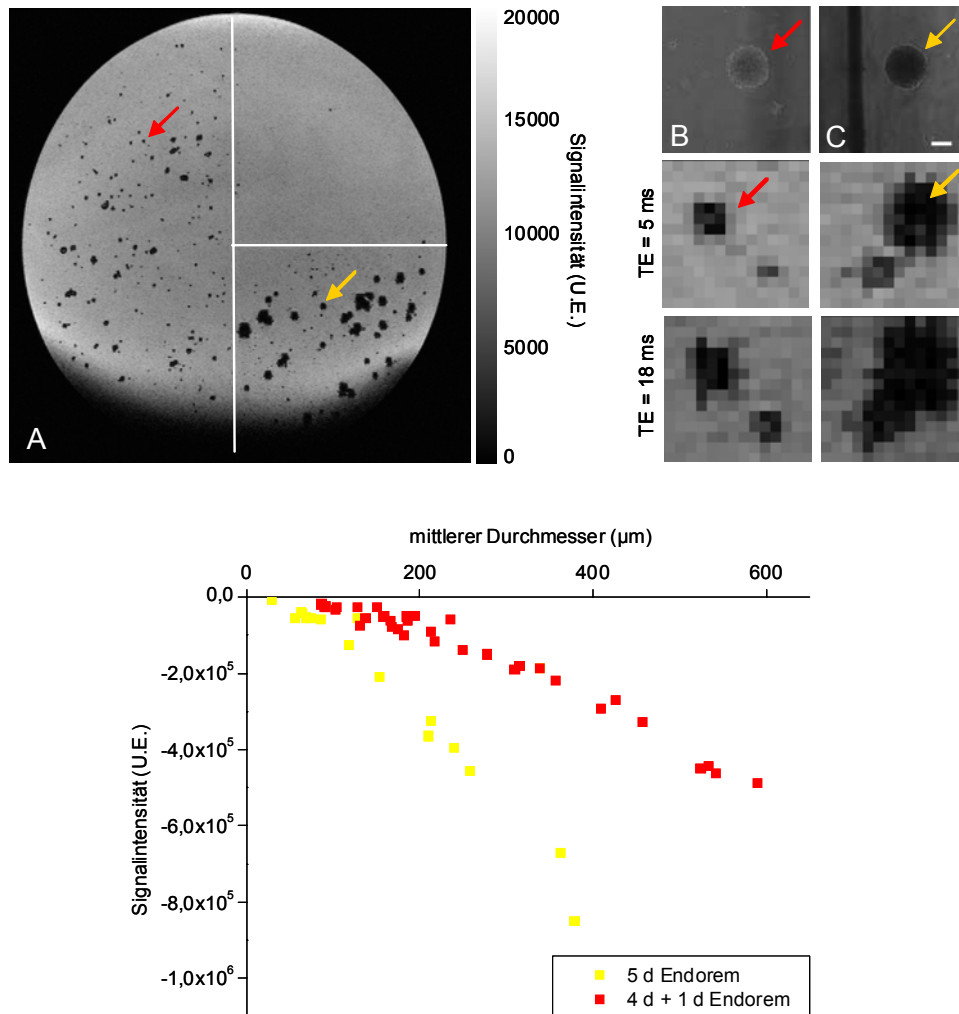 20000
15000
10000
5000
0
Signalintensität (U.E.)
A
B
C
TE = 5 ms
TE = 18 ms
mittlerer Durchmesser (µm)
0
200
400
600
0,0
-2,0x10⁵
-4,0x10⁵
-6,0x10⁵
-8,0x10⁵
-1,0x10⁶
Signalintensität (U.E.)
5 d Endorem
4 d + 1 d Endorem